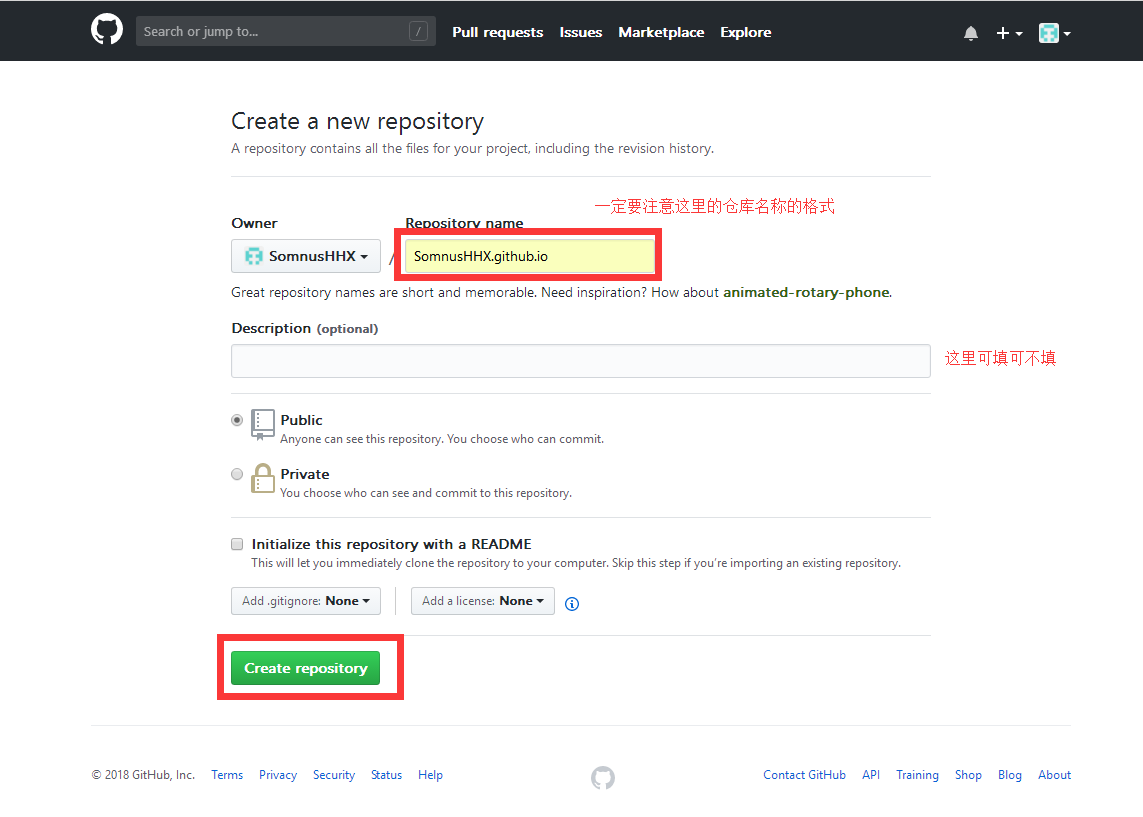 Search or jump to... /
Pull requests Issues Marketplace Explore
Create a new repository
A repository contains all the files for your project, including the revision history.
一定要注意这里的仓库名称的格式
Owner Repository name
SomnusHHX / SomnusHHX.github.io
Great repository names are short and memorable. Need inspiration? How about animated-rotary-phone.
Description (optional)
这里可填可不填
Public
Anyone can see this repository. You choose who can commit.
Private
You choose who can see and commit to this repository.
Initialize this repository with a README
This will let you immediately clone the repository to your computer. Skip this step if you're importing an existing repository.
Add .gitignore: None Add a license: None
Create repository
© 2018 GitHub, Inc. Terms Privacy Security Status Help Contact GitHub API Training Shop Blog About